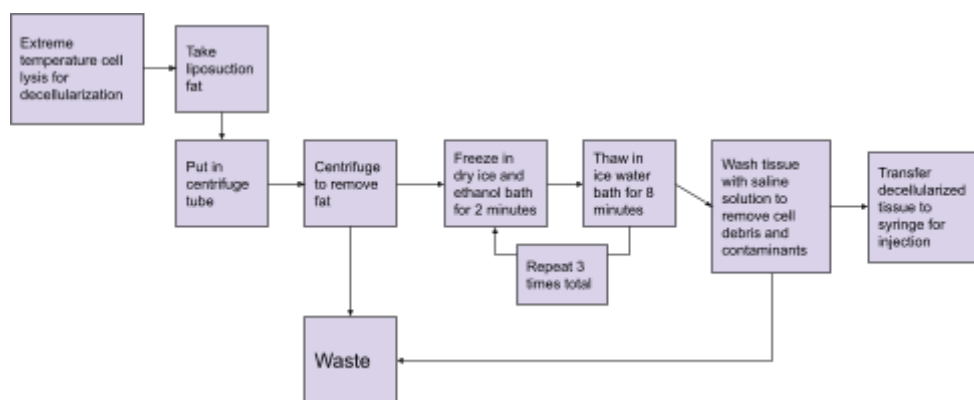 Extreme
temperature cell
lysis for
decellularization
Take
liposuction
fat
Put in
centrifuge
tube
Centrifuge
to remove
fat
Freeze in
dry ice and
ethanol bath
for 2 minutes
Thaw in
ice water
bath for 8
minutes
Wash tissue
with saline
solution to
remove cell
debris and
contaminants
Transfer
decellularized
tissue to
syringe for
injection
Repeat 3
times total
Waste